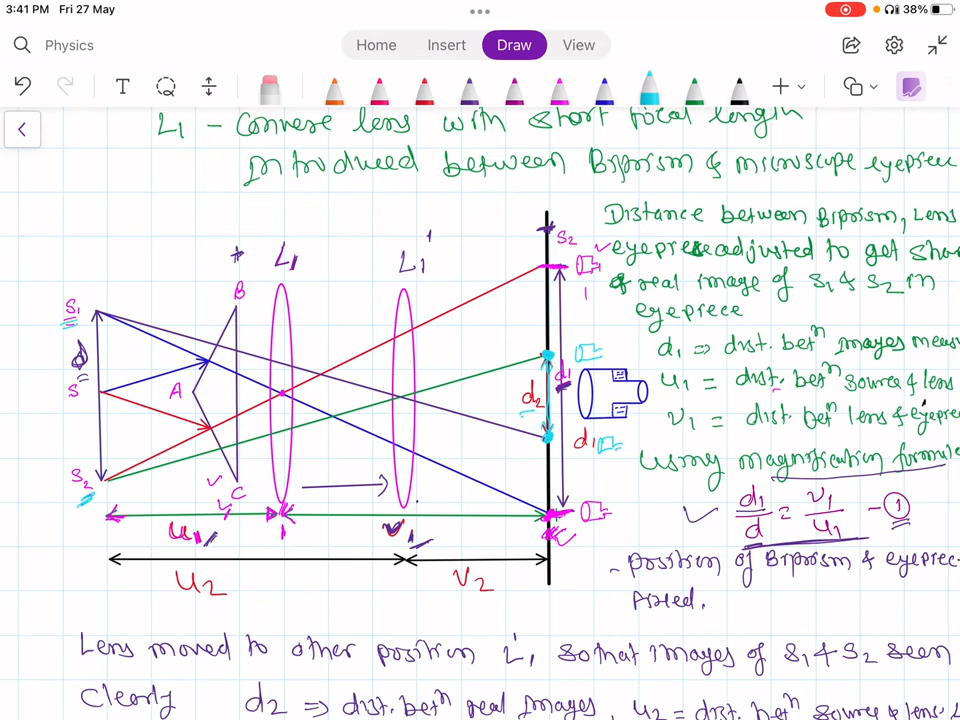 3:41 PM Fri 27 May
38%
Physics
Home Insert Draw View
L1 - Convexe lens with short focal length
introduced between Biprism & microscope eyepiece
Distance between Biprism, Lens
eyepiece adjusted to get sharp
& real image of S1 & S2 in
eyepiece
d1 => dist. betn images
u1 = dist. betn source & lens
v1 = dist. betn lens &
using magnification formula
d1/d = v1/u1 - ①
- position of Biprism &
fixed.
S1
d
S
S2
A
B
C
L1
L1'
S2
1
d1
d2
d1
u1
v1
u2
v2
Lens moved to other position L'1 so that images of S1 & S2 seen
Clearly d2 => dist. betn real images, u2 = dist. betn source & lens